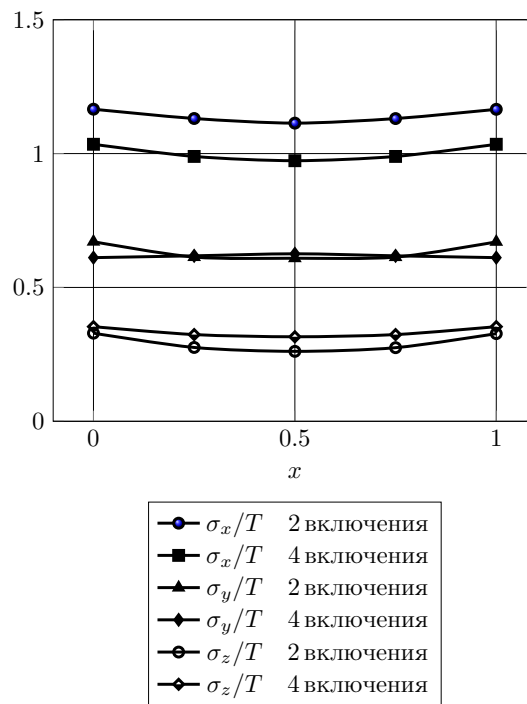 1.5
1
0.5
0
0 0.5 1
x
σx/T 2 включения
σx/T 4 включения
σy/T 2 включения
σy/T 4 включения
σz/T 2 включения
σz/T 4 включения